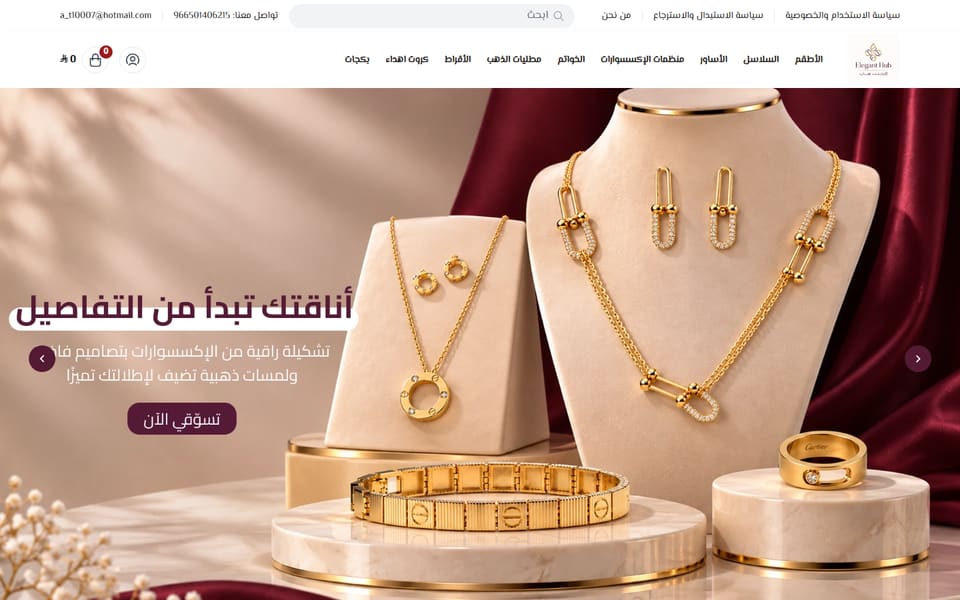 سياسة الاستخدام والخصوصية
سياسة الاستبدال والاسترجاع
من نحن
ابحث
تواصل معنا: 966501406215
a_t10007@hotmail.com
Elegant Hub
اليجنت هاب
الأطقم
السلاسل
الأساور
منظمات الإكسسوارات
الخواتم
مطليات الذهب
الأقراط
كروت اهداء
بكجات
0
0
أناقتك تبدأ من التفاصيل
تشكيلة راقية من الإكسسوارات بتصاميم
ولمسات ذهبية تضيف لإطلالتك تميزًا
تسوّقي الآن
Cartier